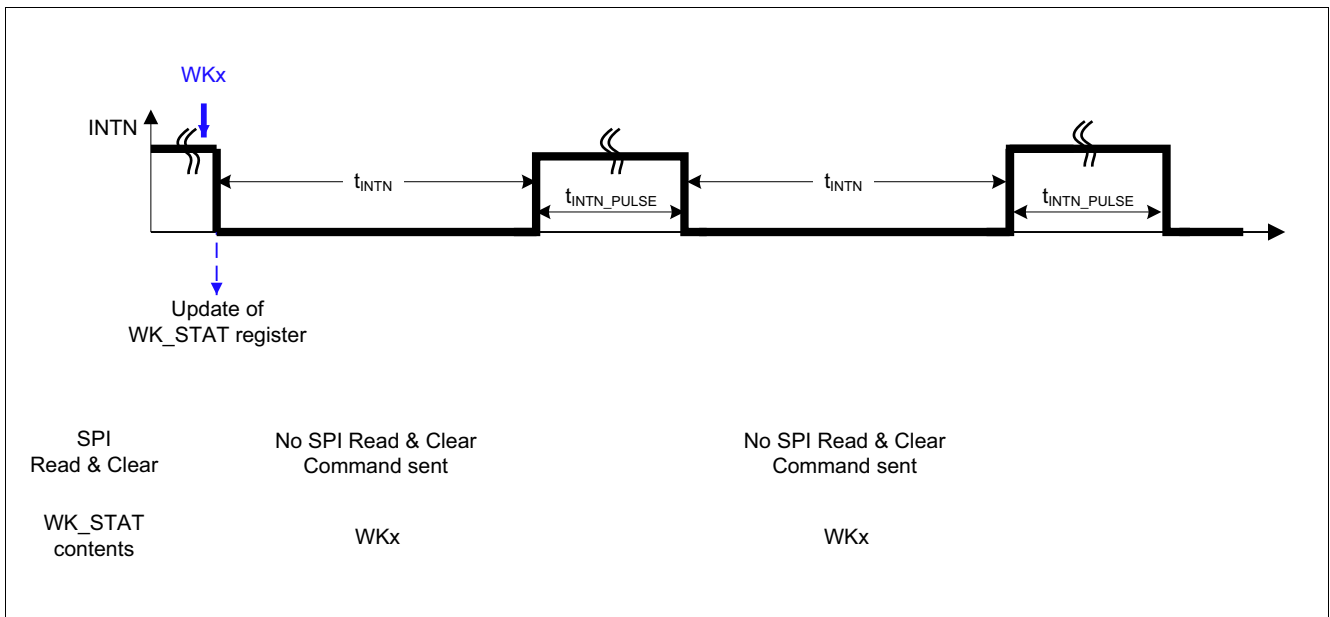 WKx
INTN
tINTN
tINTN
tINTN_PULSE
tINTN_PULSE
Update of
WK_STAT register
SPI
Read & Clear
No SPI Read & Clear
Command sent
No SPI Read & Clear
Command sent
WK_STAT
contents
WKx
WKx